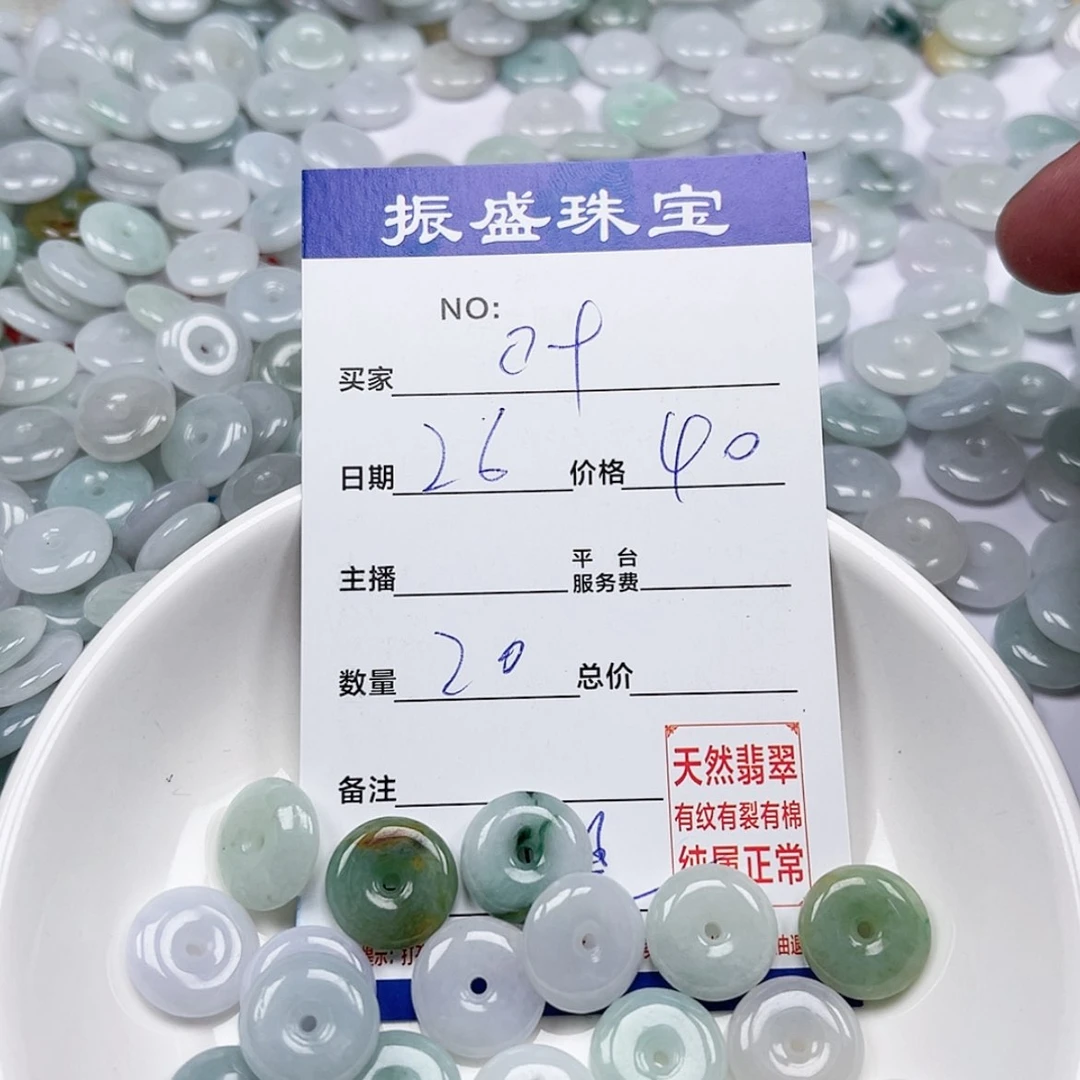 振盛珠宝
NO:
买家 叶
日期 26 价格 40
主播 平台服务费
数量 20 总价
备注
天然翡翠
有纹有裂有棉
纯属正常